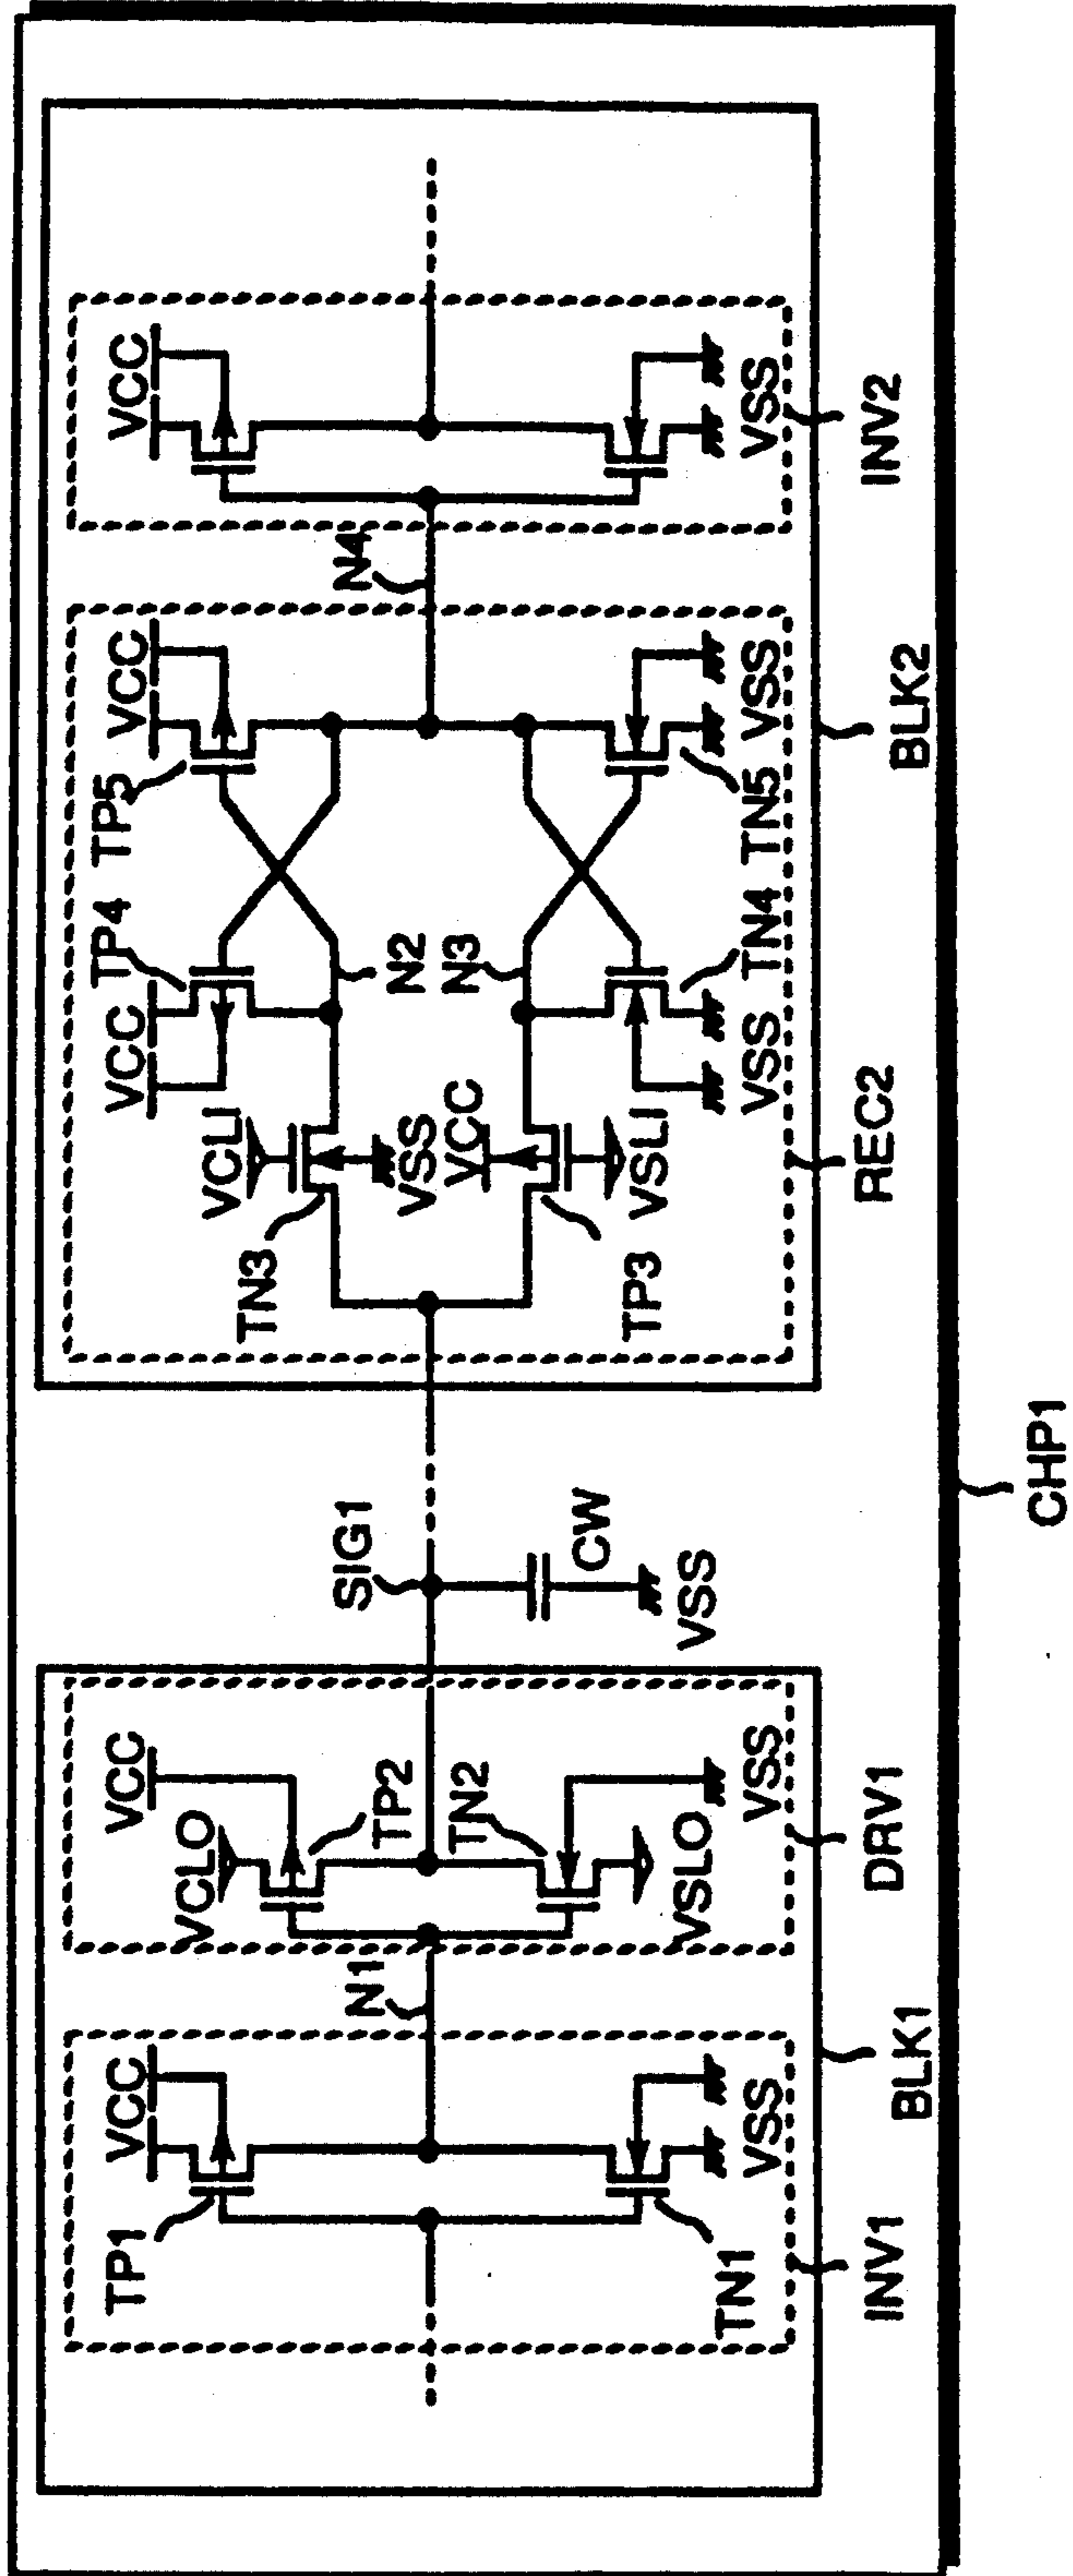 VCC
VCC
VCLO
VCC
VCLI
VCC
VCC
VCC
TP1
TP2
TP4
TP5
N1
SIG1
TN3
VSS
N2
N4
VCC
N3
TN2
CW
VSS
TP3
VSLI
TN1
VSS
VSLO
VSS
VSS
TN4
TN5
VSS
VSS
INV1
BLK1
DRV1
REC2
BLK2
INV2
CHP1